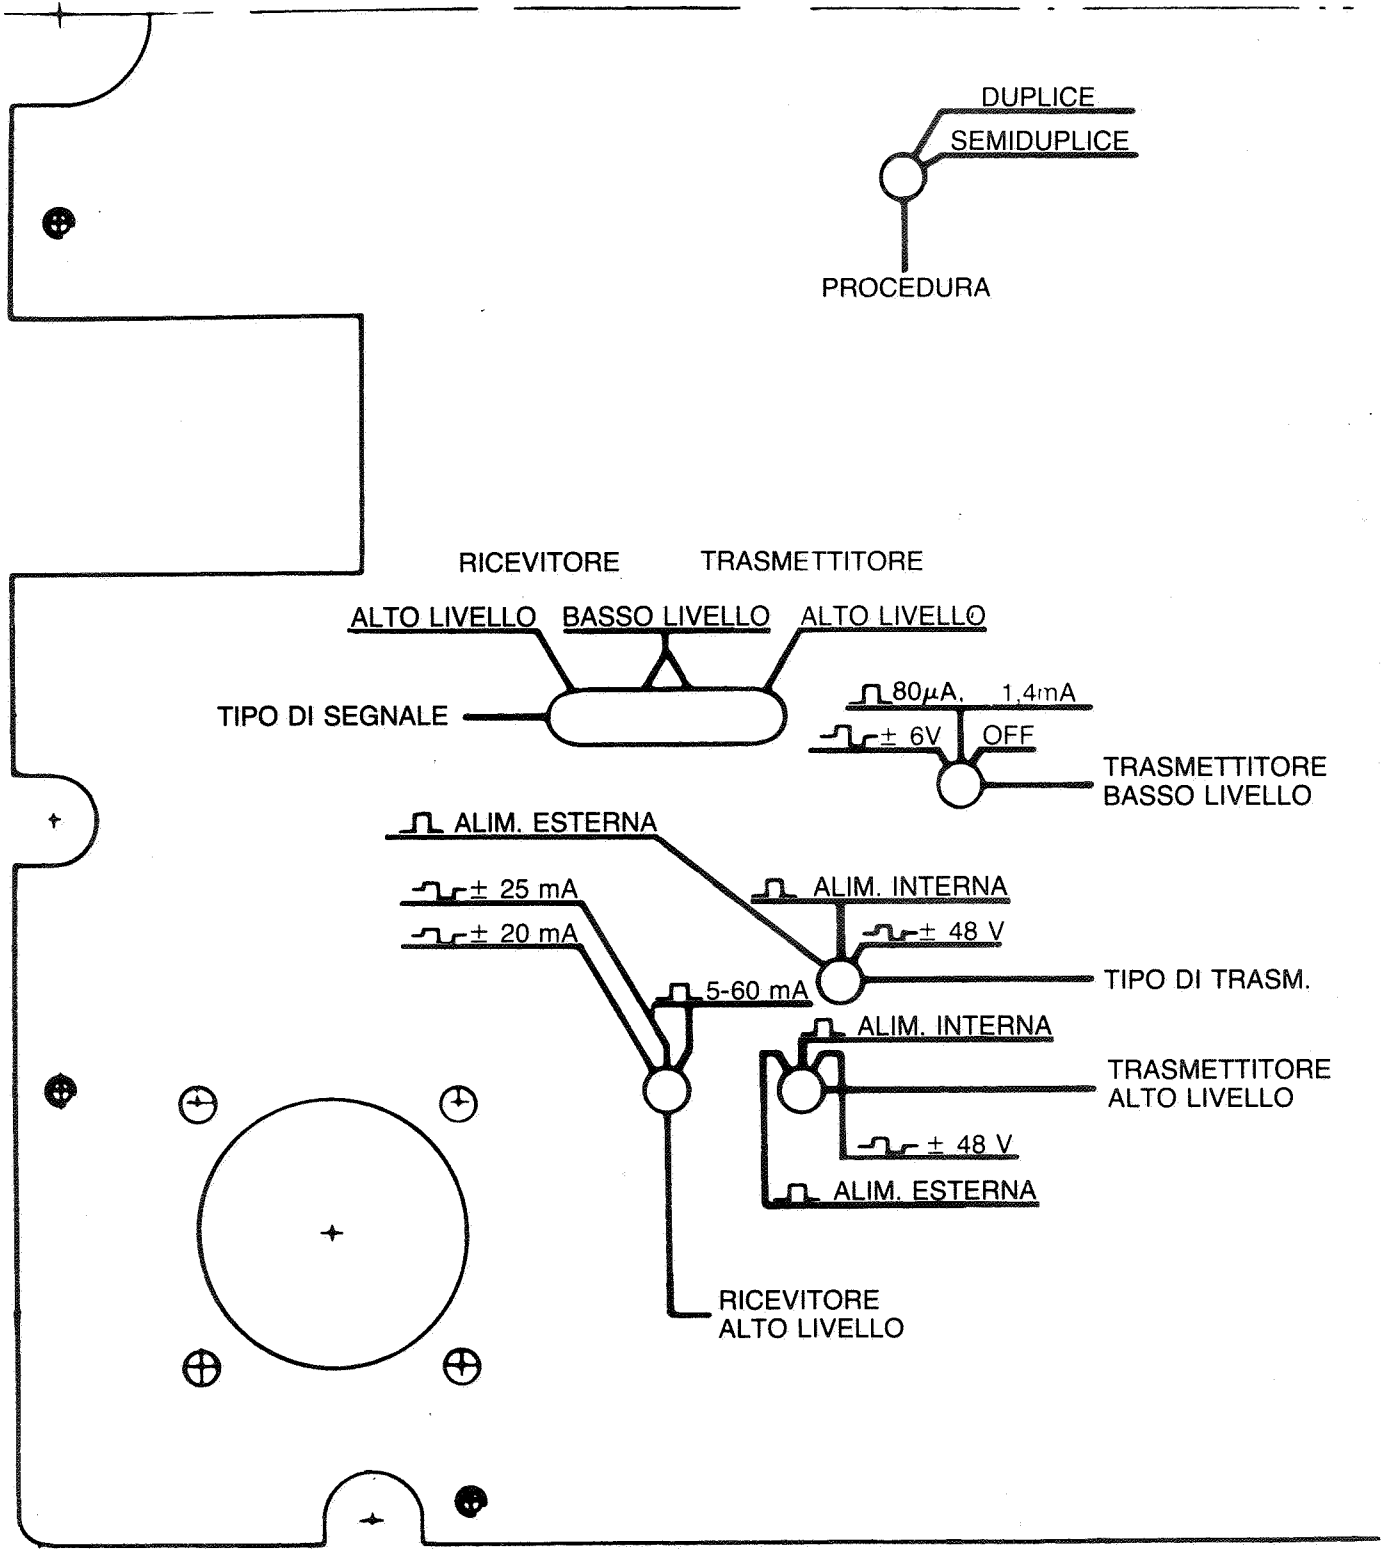 DUPLICE
SEMIDUPLICE
PROCEDURA
RICEVITORE TRASMETTITORE
ALTO LIVELLO BASSO LIVELLO ALTO LIVELLO
TIPO DI SEGNALE
80µA, 1,4mA
± 6V OFF
TRASMETTITORE
BASSO LIVELLO
ALIM. ESTERNA
± 25 mA
± 20 mA
ALIM. INTERNA
± 48 V
TIPO DI TRASM.
5-60 mA
ALIM. INTERNA
TRASMETTITORE
ALTO LIVELLO
± 48 V
ALIM. ESTERNA
RICEVITORE
ALTO LIVELLO